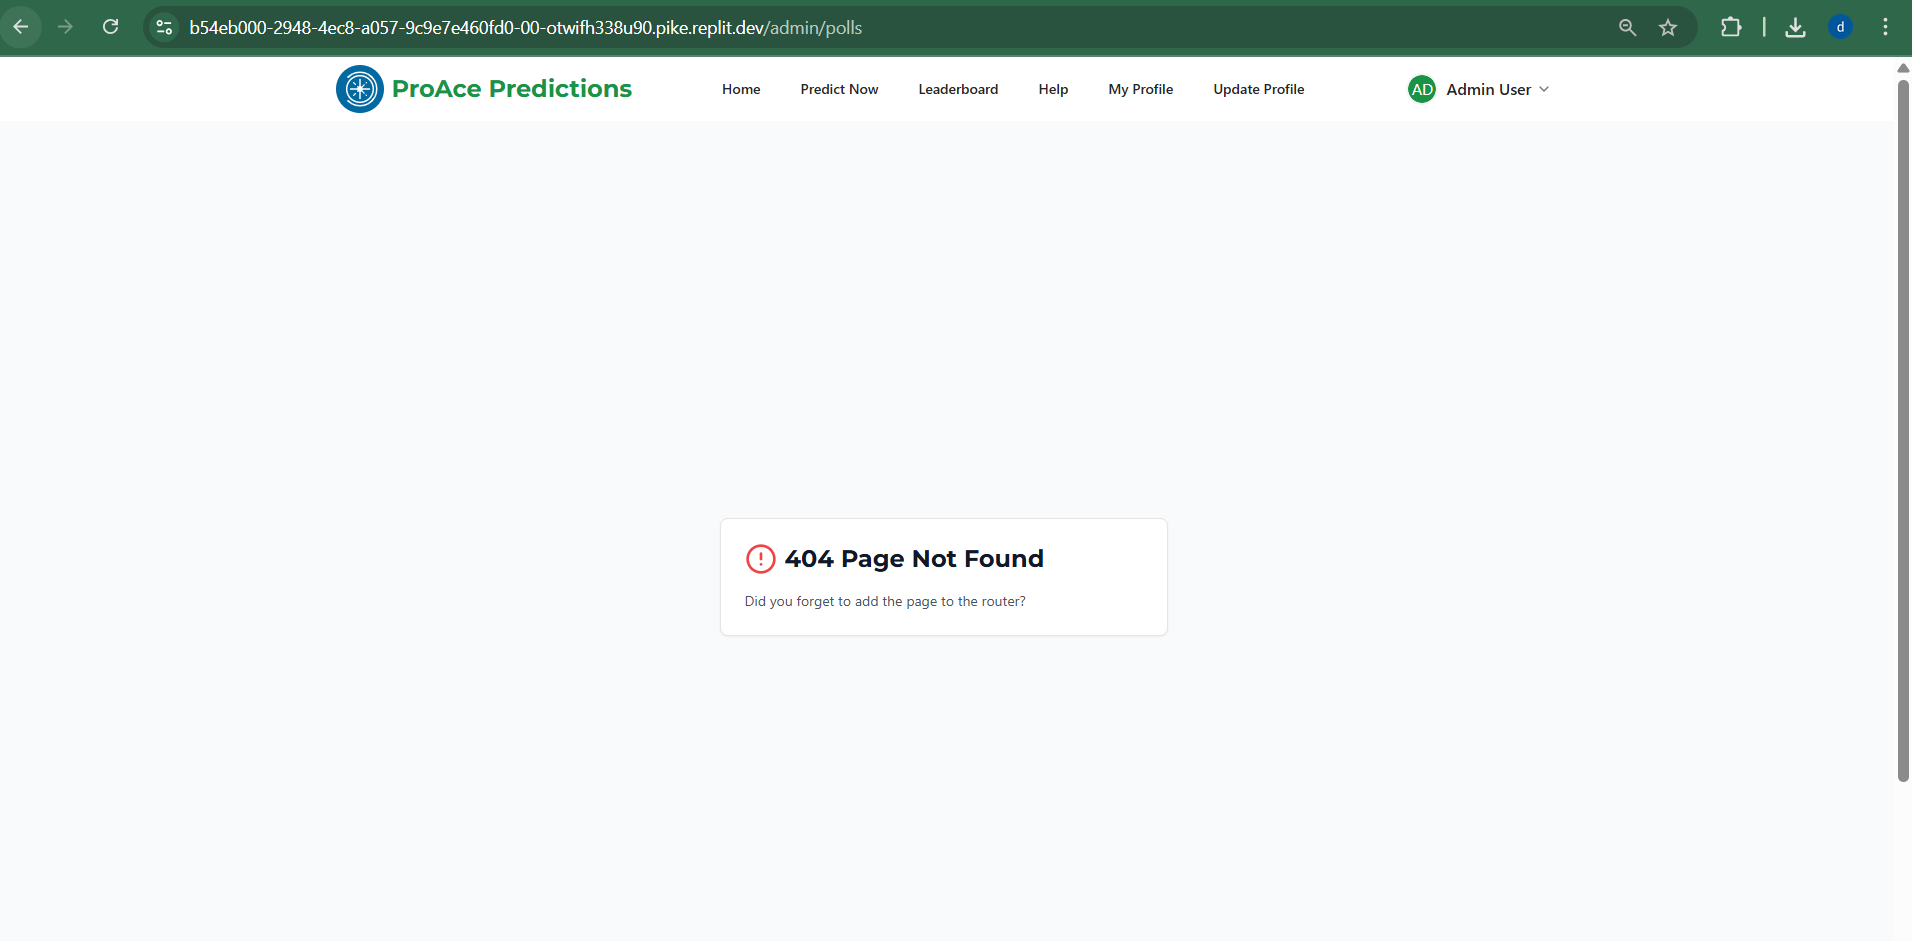 b54eb000-2948-4ec8-a057-9c9e7e460fd0-00-otwifh338u90.pike.replit.dev/admin/polls
d
ProAce Predictions
Home
Predict Now
Leaderboard
Help
My Profile
Update Profile
AD
Admin User
404 Page Not Found
Did you forget to add the page to the router?